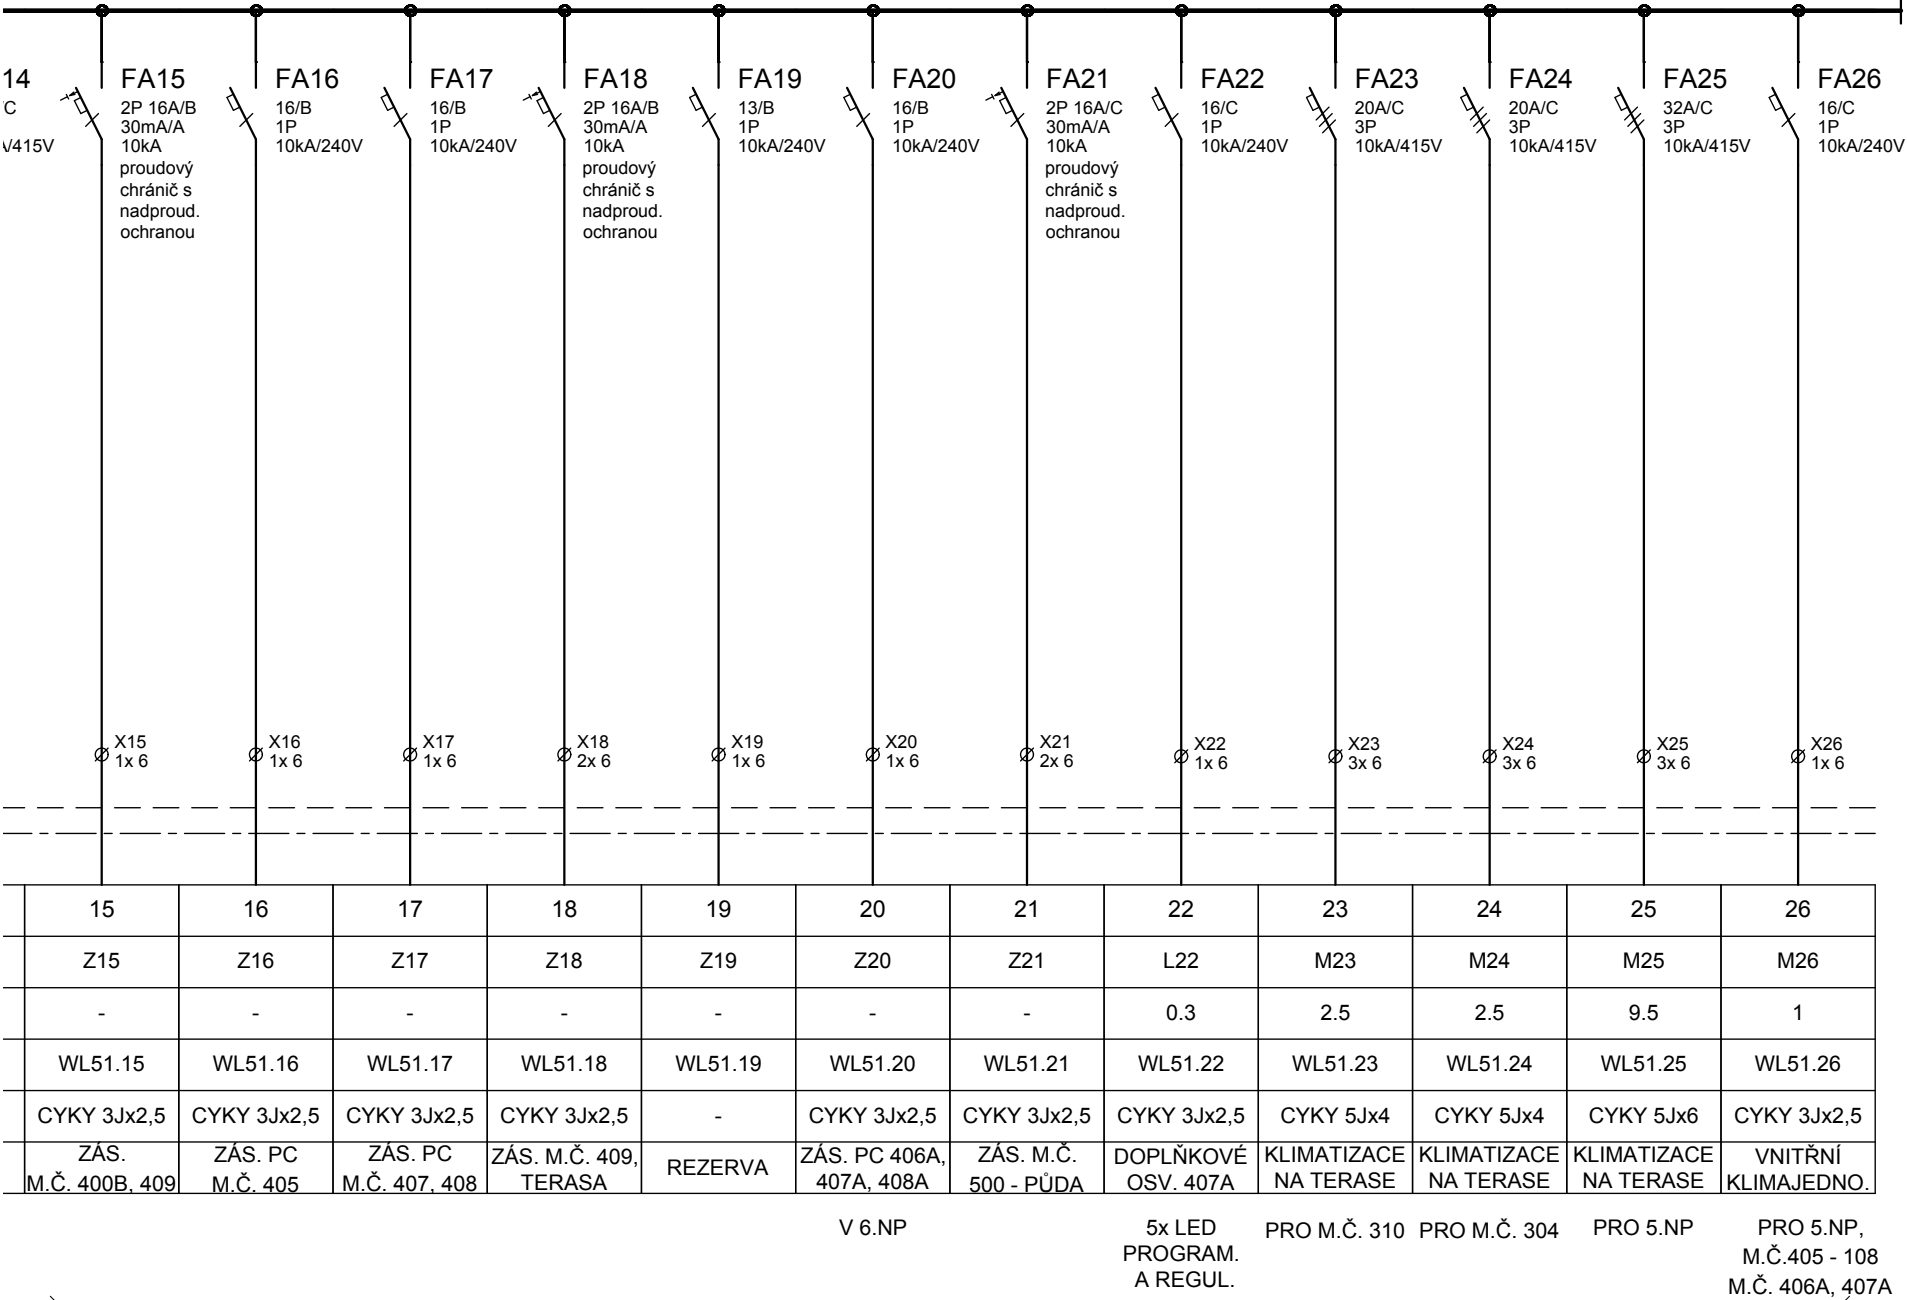 14
/C
A/415V
FA15
2P 16A/B
30mA/A
10kA
proudový
chránič s
nadproud.
ochranou
FA16
16/B
1P
10kA/240V
FA17
16/B
1P
10kA/240V
FA18
2P 16A/B
30mA/A
10kA
proudový
chránič s
nadproud.
ochranou
FA19
13/B
1P
10kA/240V
FA20
16/B
1P
10kA/240V
FA21
2P 16A/C
30mA/A
10kA
proudový
chránič s
nadproud.
ochranou
FA22
16/C
1P
10kA/240V
FA23
20A/C
3P
10kA/415V
FA24
20A/C
3P
10kA/415V
FA25
32A/C
3P
10kA/415V
FA26
16/C
1P
10kA/240V
X15
1x 6
X16
1x 6
X17
1x 6
X18
2x 6
X19
1x 6
X20
1x 6
X21
2x 6
X22
1x 6
X23
3x 6
X24
3x 6
X25
3x 6
X26
1x 6
15 16 17 18 19 20 21 22 23 24 25 26
Z15 Z16 Z17 Z18 Z19 Z20 Z21 L22 M23 M24 M25 M26
- - - - - - - 0.3 2.5 2.5 9.5 1
WL51.15 WL51.16 WL51.17 WL51.18 WL51.19 WL51.20 WL51.21 WL51.22 WL51.23 WL51.24 WL51.25 WL51.26
CYKY 3Jx2,5 CYKY 3Jx2,5 CYKY 3Jx2,5 CYKY 3Jx2,5 - CYKY 3Jx2,5 CYKY 3Jx2,5 CYKY 3Jx2,5 CYKY 5Jx4 CYKY 5Jx4 CYKY 5Jx6 CYKY 3Jx2,5
ZÁS.
M.Č. 400B, 409
ZÁS. PC
M.Č. 405
ZÁS. PC
M.Č. 407, 408
ZÁS. M.Č. 409,
TERASA
REZERVA
ZÁS. PC 406A,
407A, 408A
ZÁS. M.Č.
500 - PŮDA
DOPLŇKOVÉ
OSV. 407A
KLIMATIZACE
NA TERASE
KLIMATIZACE
NA TERASE
KLIMATIZACE
NA TERASE
VNITŘNÍ
KLIMAJEDNO.
V 6.NP
5x LED
PROGRAM.
A REGUL.
PRO M.Č. 310
PRO M.Č. 304
PRO 5.NP
PRO 5.NP,
M.Č.405 - 108
M.Č. 406A, 407A